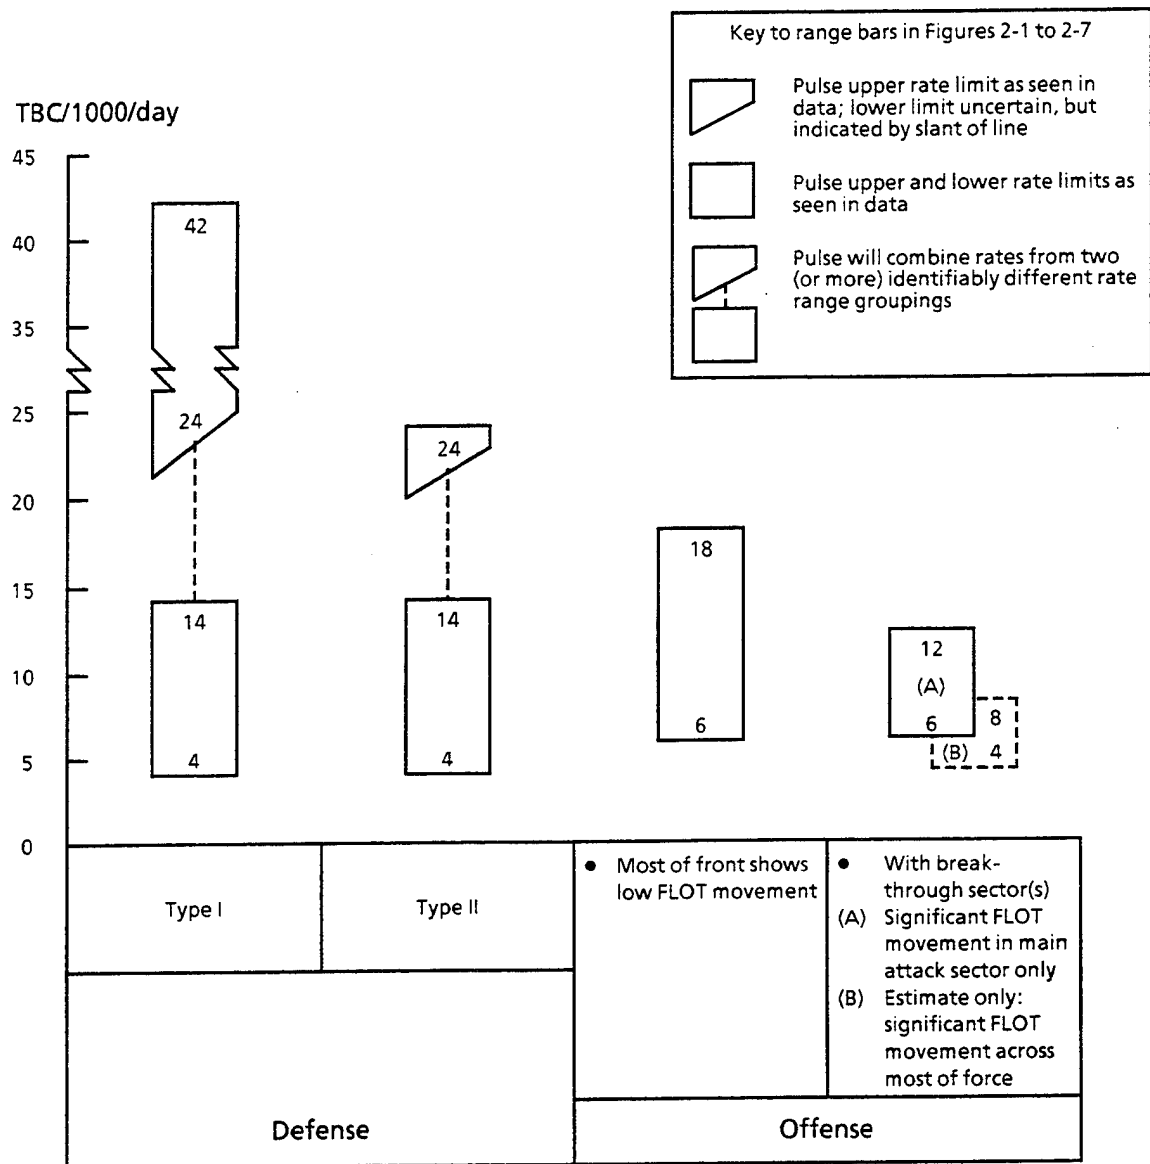 Key to range bars in Figures 2-1 to 2-7
Pulse upper rate limit as seen in
data; lower limit uncertain, but
indicated by slant of line
Pulse upper and lower rate limits as
seen in data
Pulse will combine rates from two
(or more) identifiably different rate
range groupings
TBC/1000/day
45
40
35
25
20
15
10
5
0
42
24
14
4
24
14
4
18
6
12
(A)
6
8
(B) 4
Type I
Type II
Defense
● Most of front shows
low FLOT movement
● With break-
through sector(s)
(A) Significant FLOT
movement in main
attack sector only
(B) Estimate only:
significant FLOT
movement across
most of force
Offense